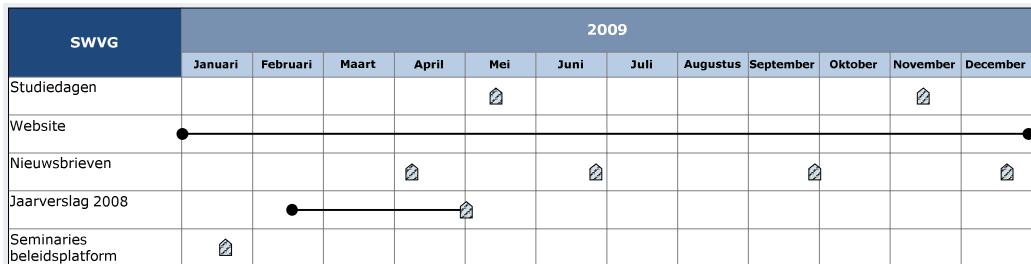 SWVG
2009
Januari Februari Maart April Mei Juni Juli Augustus September Oktober November December
Studiedagen
Website
Nieuwsbrieven
Jaarverslag 2008
Seminaries
beleidsplatform